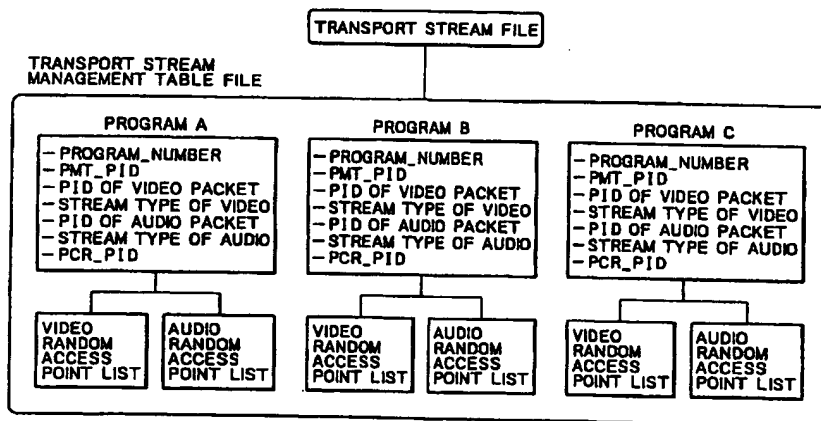 TRANSPORT STREAM FILE
TRANSPORT STREAM
MANAGEMENT TABLE FILE
PROGRAM A
– PROGRAM_NUMBER
– PMT_PID
– PID OF VIDEO PACKET
– STREAM TYPE OF VIDEO
– PID OF AUDIO PACKET
– STREAM TYPE OF AUDIO
– PCR_PID
VIDEO
RANDOM
ACCESS
POINT LIST
AUDIO
RANDOM
ACCESS
POINT LIST
PROGRAM B
– PROGRAM_NUMBER
– PMT_PID
– PID OF VIDEO PACKET
– STREAM TYPE OF VIDEO
– PID OF AUDIO PACKET
– STREAM TYPE OF AUDIO
– PCR_PID
VIDEO
RANDOM
ACCESS
POINT LIST
AUDIO
RANDOM
ACCESS
POINT LIST
PROGRAM C
– PROGRAM_NUMBER
– PMT_PID
– PID OF VIDEO PACKET
– STREAM TYPE OF VIDEO
– PID OF AUDIO PACKET
– STREAM TYPE OF AUDIO
– PCR_PID
VIDEO
RANDOM
ACCESS
POINT LIST
AUDIO
RANDOM
ACCESS
POINT LIST